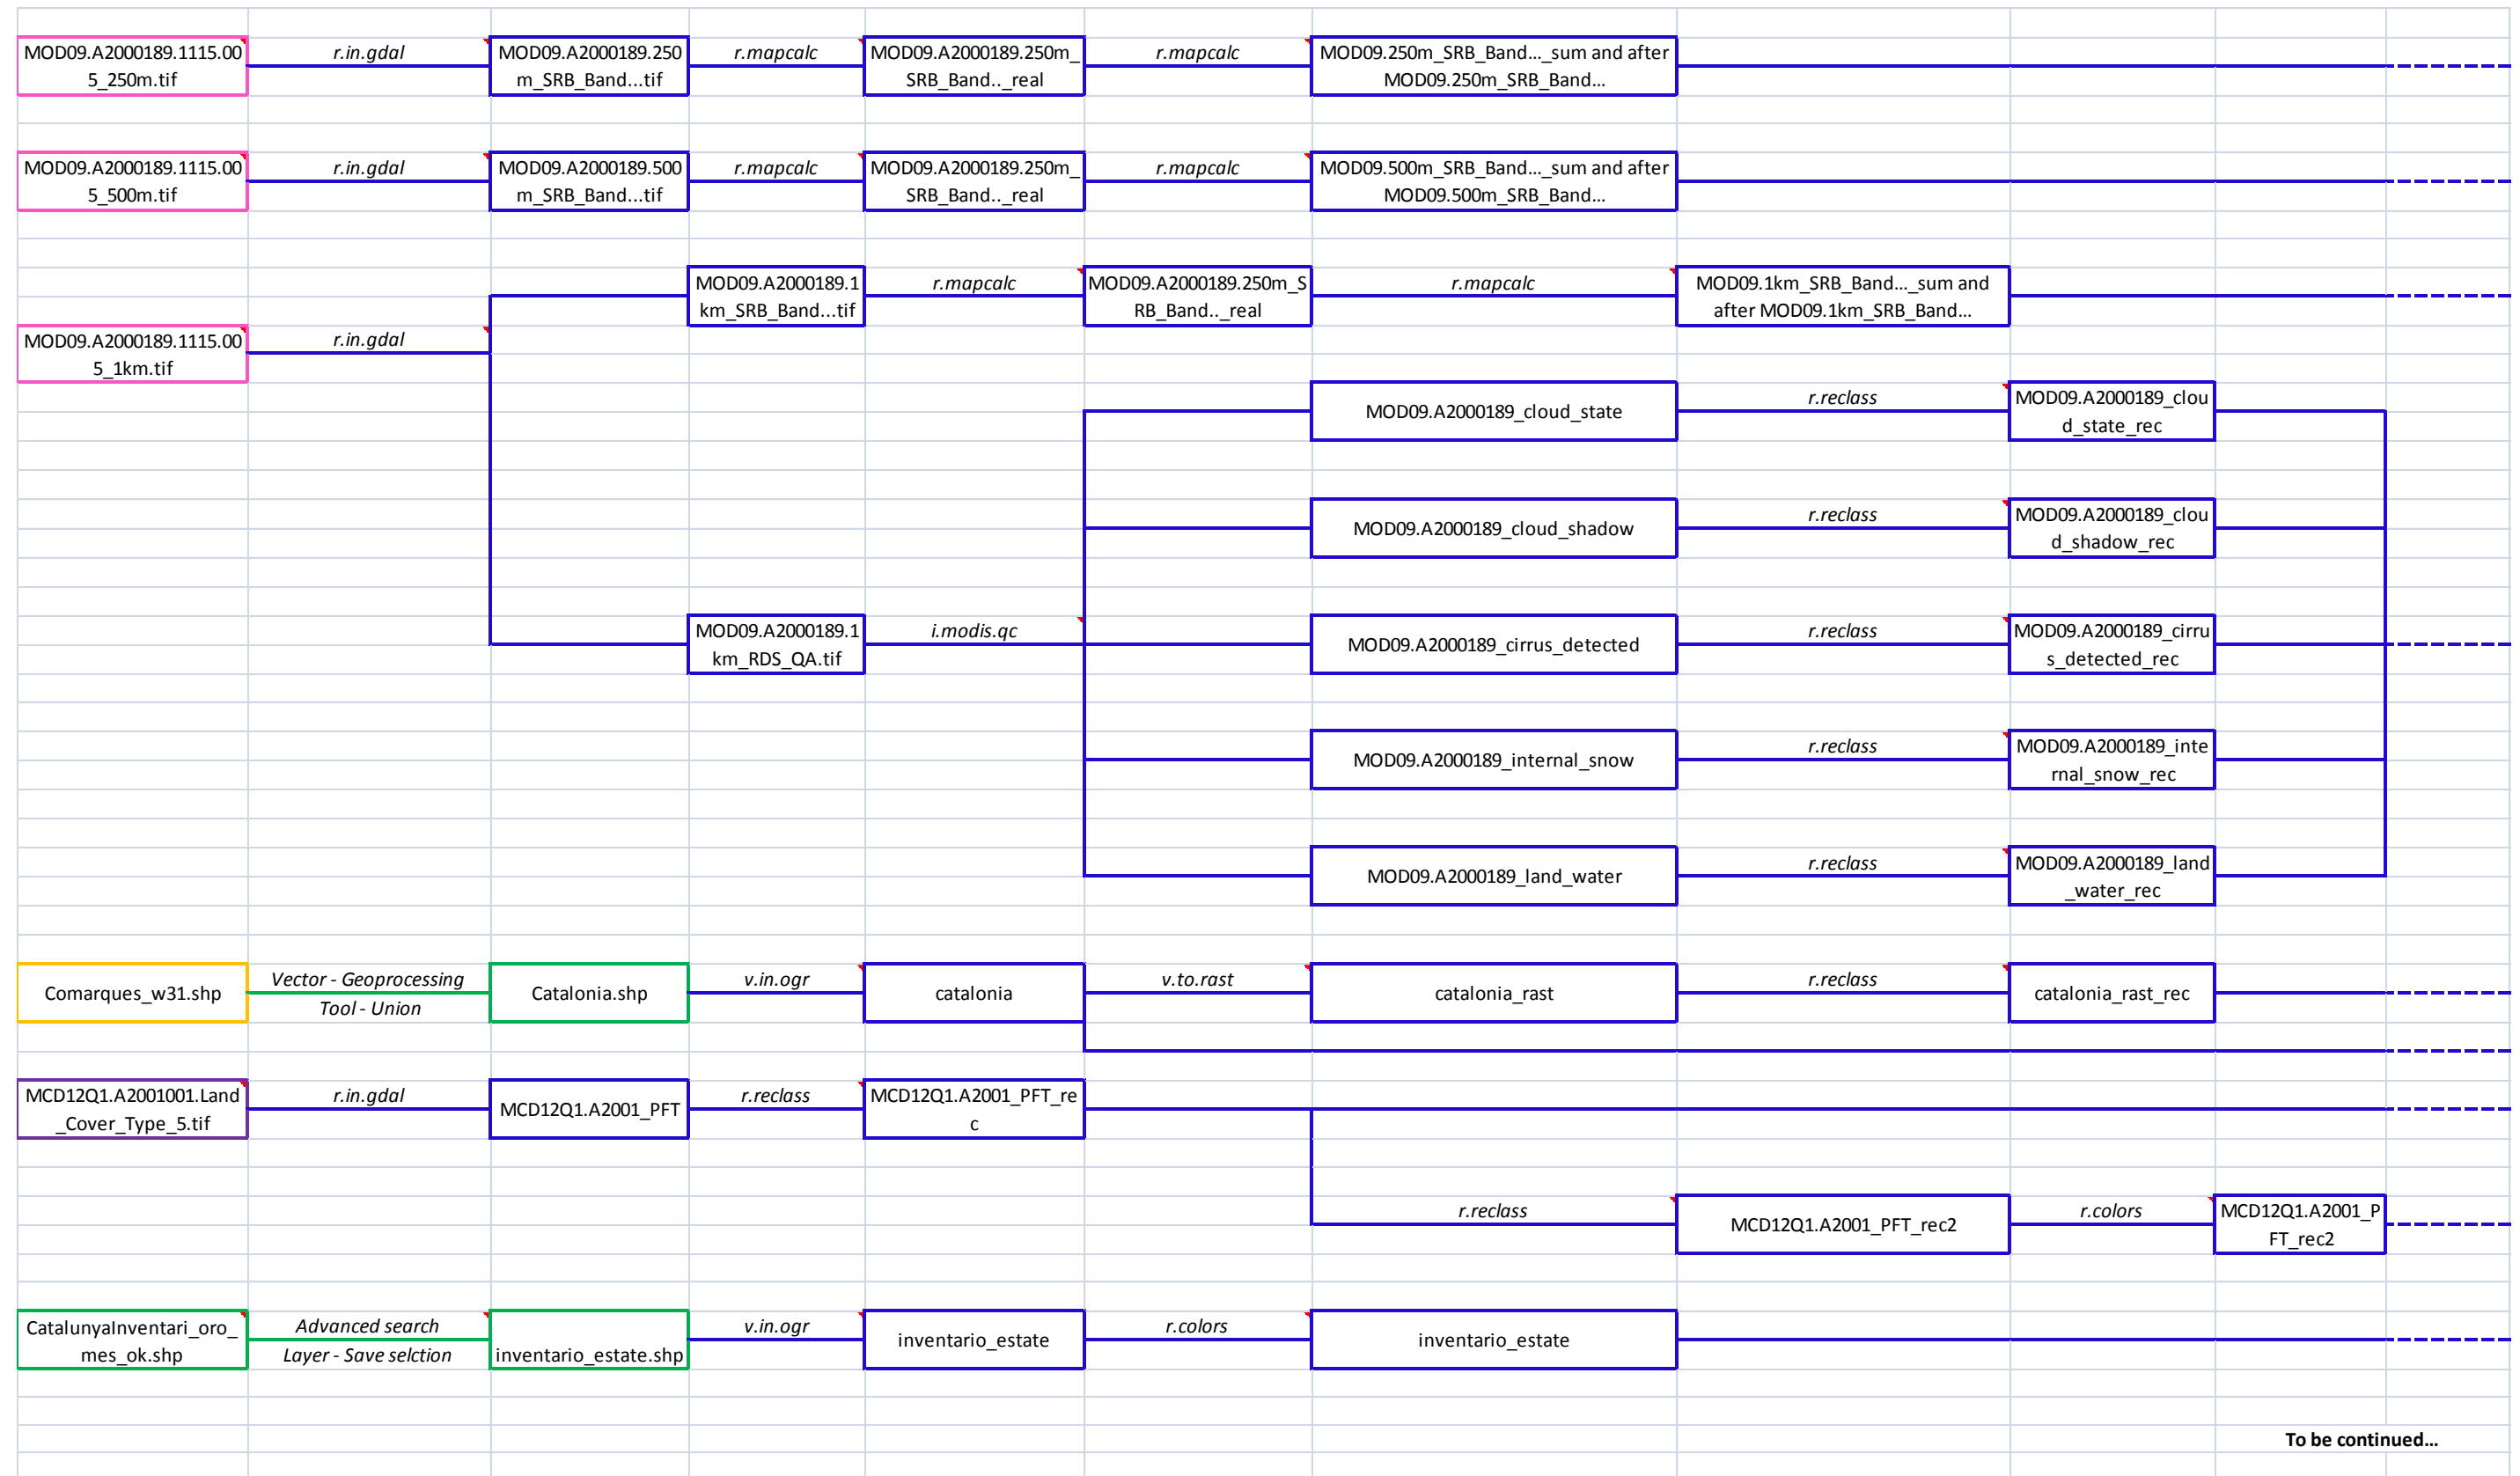 MOD09.A2000189.1115.00
5_250m.tif
r.in.gdal
MOD09.A2000189.250
m_SRB_Band...tif
r.mapcalc
MOD09.A2000189.250m_
SRB_Band.._real
r.mapcalc
MOD09.250m_SRB_Band..._sum and after
MOD09.250m_SRB_Band...
MOD09.A2000189.1115.00
5_500m.tif
r.in.gdal
MOD09.A2000189.500
m_SRB_Band...tif
r.mapcalc
MOD09.A2000189.250m_
SRB_Band.._real
r.mapcalc
MOD09.500m_SRB_Band..._sum and after
MOD09.500m_SRB_Band...
MOD09.A2000189.1
km_SRB_Band...tif
r.mapcalc
MOD09.A2000189.250m_S
RB_Band.._real
r.mapcalc
MOD09.1km_SRB_Band..._sum and
after MOD09.1km_SRB_Band...
MOD09.A2000189.1115.00
5_1km.tif
r.in.gdal
MOD09.A2000189_cloud_state
r.reclass
MOD09.A2000189_clou
d_state_rec
MOD09.A2000189_cloud_shadow
r.reclass
MOD09.A2000189_clou
d_shadow_rec
MOD09.A2000189.1
km_RDS_QA.tif
i.modis.qc
MOD09.A2000189_cirrus_detected
r.reclass
MOD09.A2000189_cirru
s_detected_rec
MOD09.A2000189_internal_snow
r.reclass
MOD09.A2000189_inte
rnal_snow_rec
MOD09.A2000189_land_water
r.reclass
MOD09.A2000189_land
_water_rec
Comarques_w31.shp
Vector - Geoprocessing
Tool - Union
Catalonia.shp
v.in.ogr
catalonia
v.to.rast
catalonia_rast
r.reclass
catalonia_rast_rec
MCD12Q1.A2001001.Land
_Cover_Type_5.tif
r.in.gdal
MCD12Q1.A2001_PFT
r.reclass
MCD12Q1.A2001_PFT_re
c
r.reclass
MCD12Q1.A2001_PFT_rec2
r.colors
MCD12Q1.A2001_P
FT_rec2
CatalunyaInventari_oro_
mes_ok.shp
Advanced search
Layer - Save selction
inventario_estate.shp
v.in.ogr
inventario_estate
r.colors
inventario_estate
To be continued...